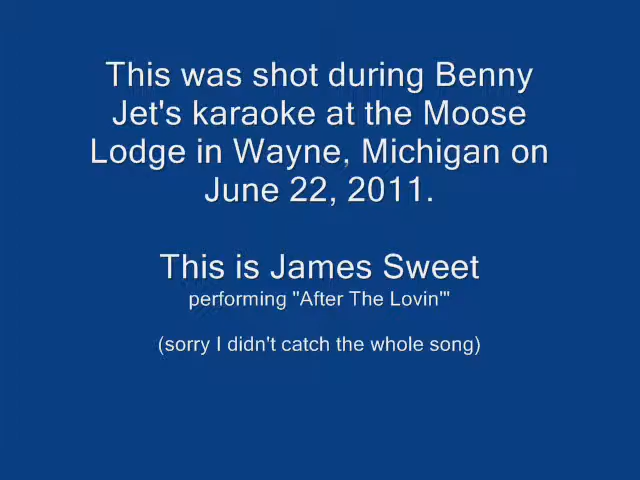 This was shot during Benny
Jet's karaoke at the Moose
Lodge in Wayne, Michigan on
June 22, 2011.
This is James Sweet
performing "After The Lovin'"
(sorry I didn't catch the whole song)